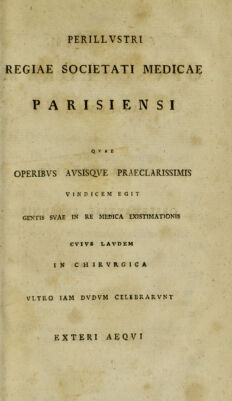 PERILLVSTRI
REGIAE SOCIETATI MEDICAE
PARISIENSI
QVAE
OPERIBVS AVSISQVE PRAECLARISSIMIS
VINDICEM EGIT
GENTIS SVAE IN RE MEDICA EXISTIMATIONIS
CVIVS LAVDEM
IN CHIRVRGICA
VLTRO IAM DVDVM CELEBRARVNT
EXTERI AEQVI